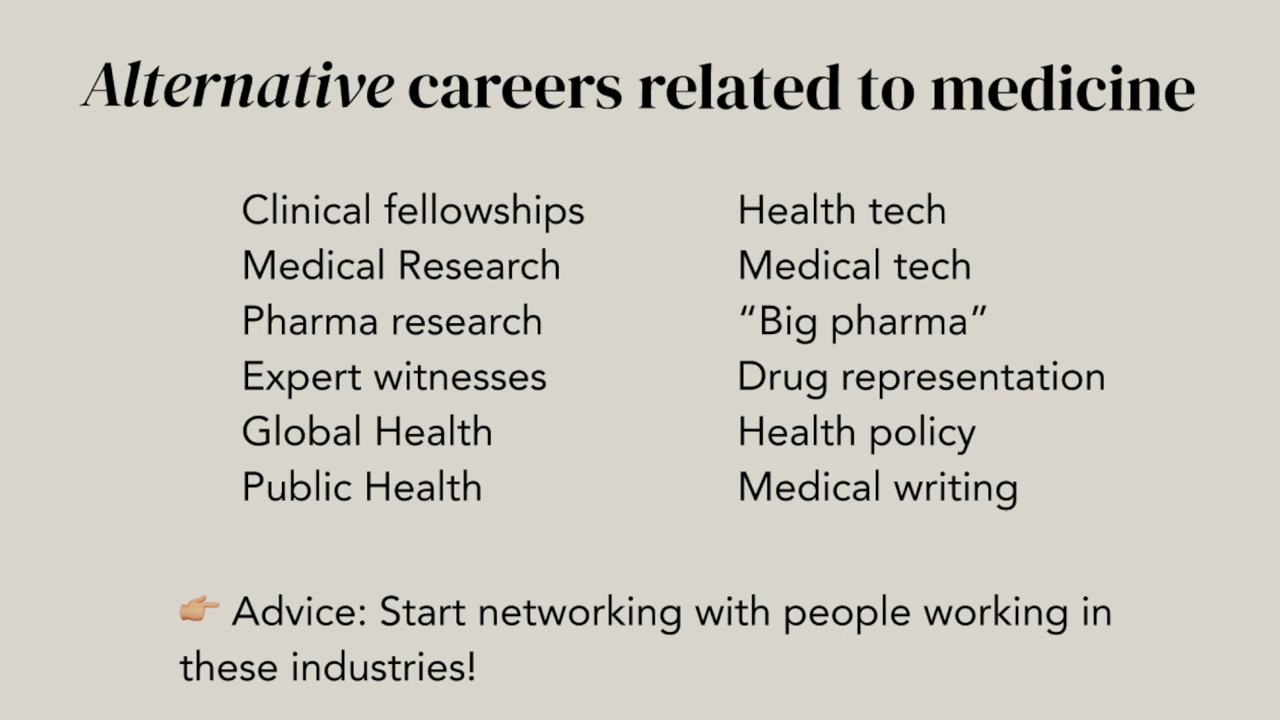 Alternative careers related to medicine
Clinical fellowships
Medical Research
Pharma research
Expert witnesses
Global Health
Public Health
Health tech
Medical tech
“Big pharma”
Drug representation
Health policy
Medical writing
👉🏼 Advice: Start networking with people working in
these industries!